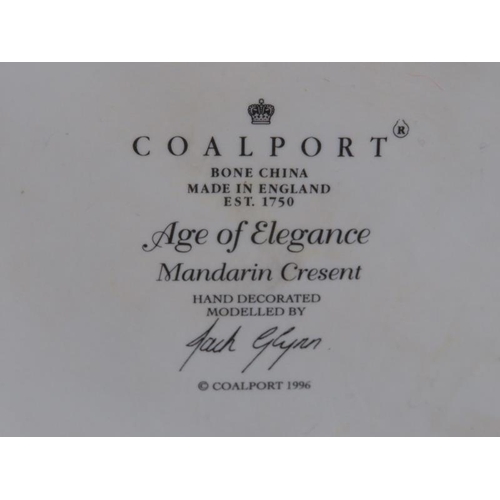 COALPORT®
BONE CHINA
MADE IN ENGLAND
EST. 1750
Age of Elegance
Mandarin Cresent
HAND DECORATED
MODELLED BY
Jack Glynn
© COALPORT 1996